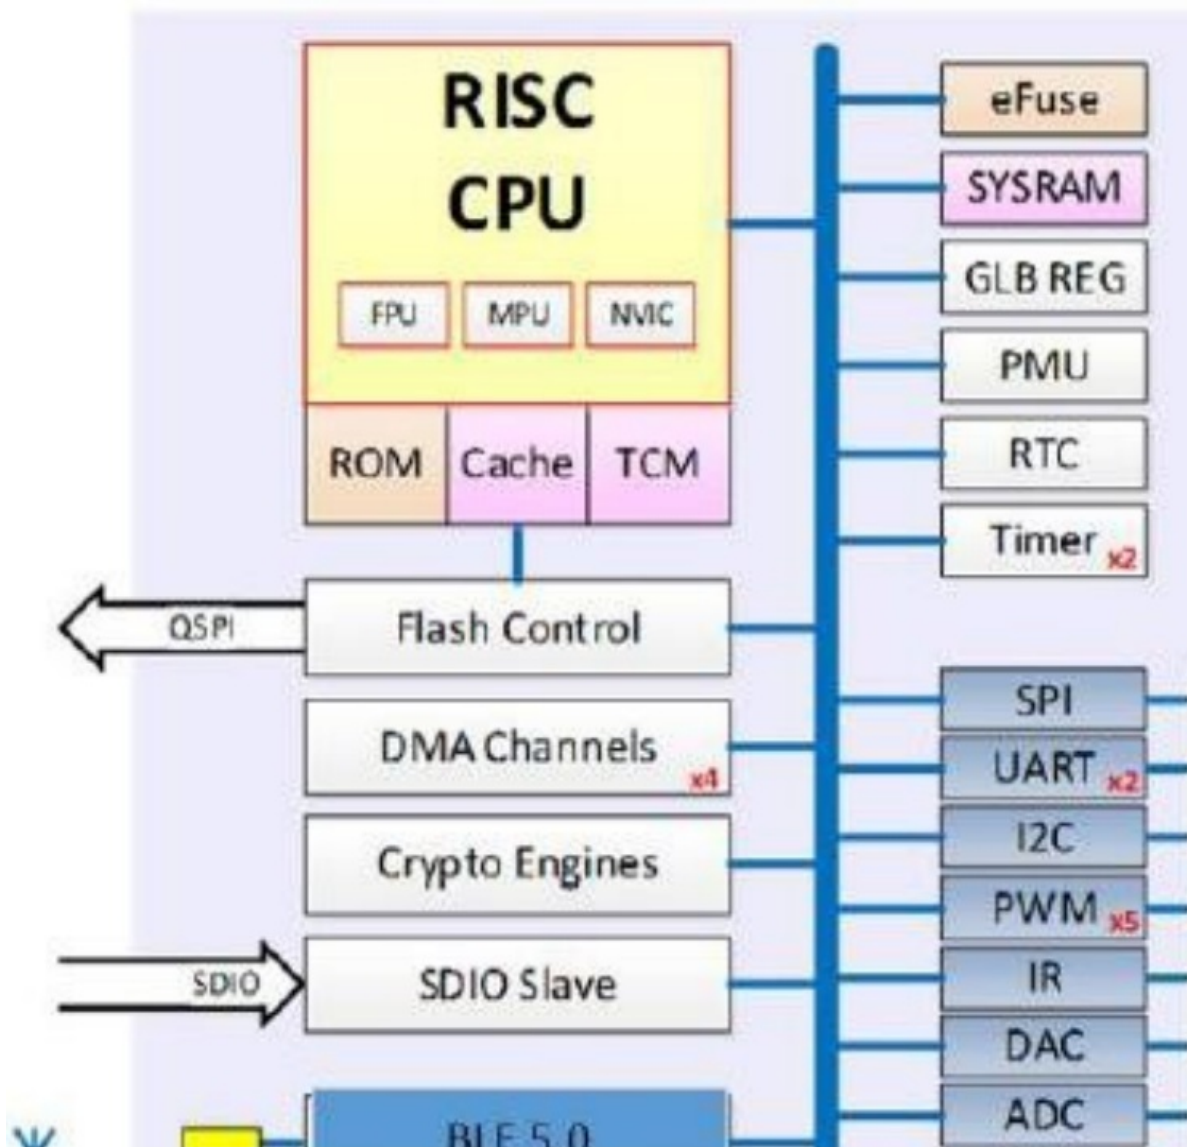 RISC
CPU
FPU MPU NVIC
ROM Cache TCM
QSPI
Flash Control
DMA Channels x4
Crypto Engines
SDIO
SDIO Slave
BLE 5.0
eFuse
SYSRAM
GLB REG
PMU
RTC
Timer x2
SPI
UART x2
I2C
PWM x5
IR
DAC
ADC